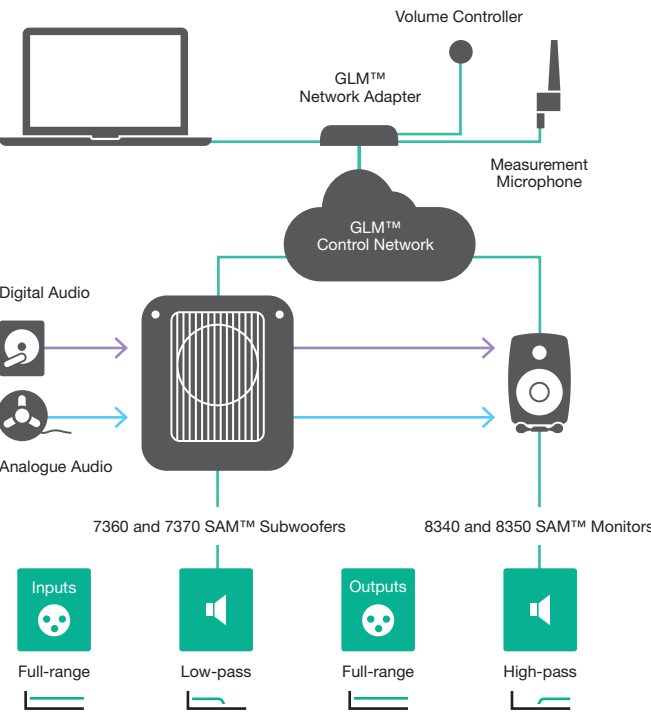 Volume Controller
GLM™
Network Adapter
Measurement
Microphone
GLM™
Control Network
Digital Audio
Analogue Audio
7360 and 7370 SAM™ Subwoofers
8340 and 8350 SAM™ Monitors
Inputs
Outputs
Full-range
Low-pass
Full-range
High-pass